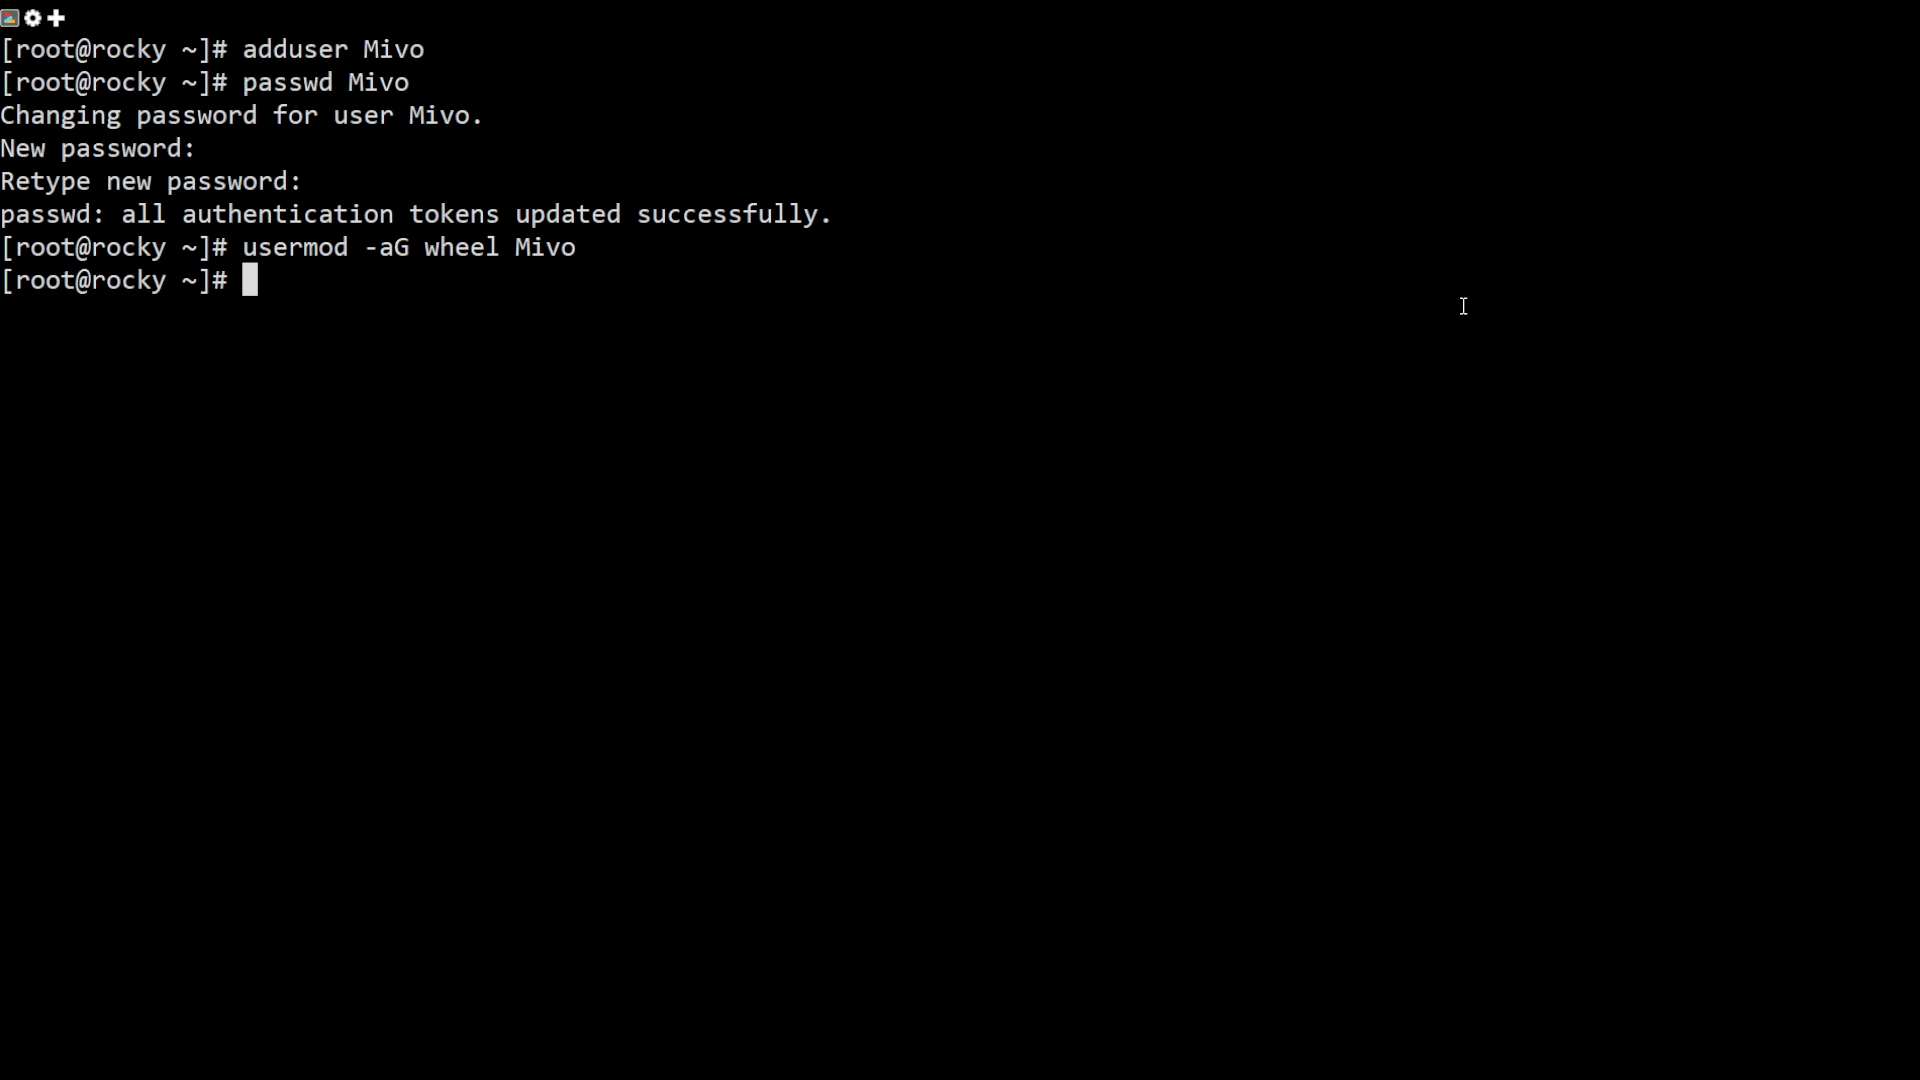 [root@rocky ~]# adduser Mivo
[root@rocky ~]# passwd Mivo
Changing password for user Mivo.
New password:
Retype new password:
passwd: all authentication tokens updated successfully.
[root@rocky ~]# usermod -aG wheel Mivo
[root@rocky ~]#